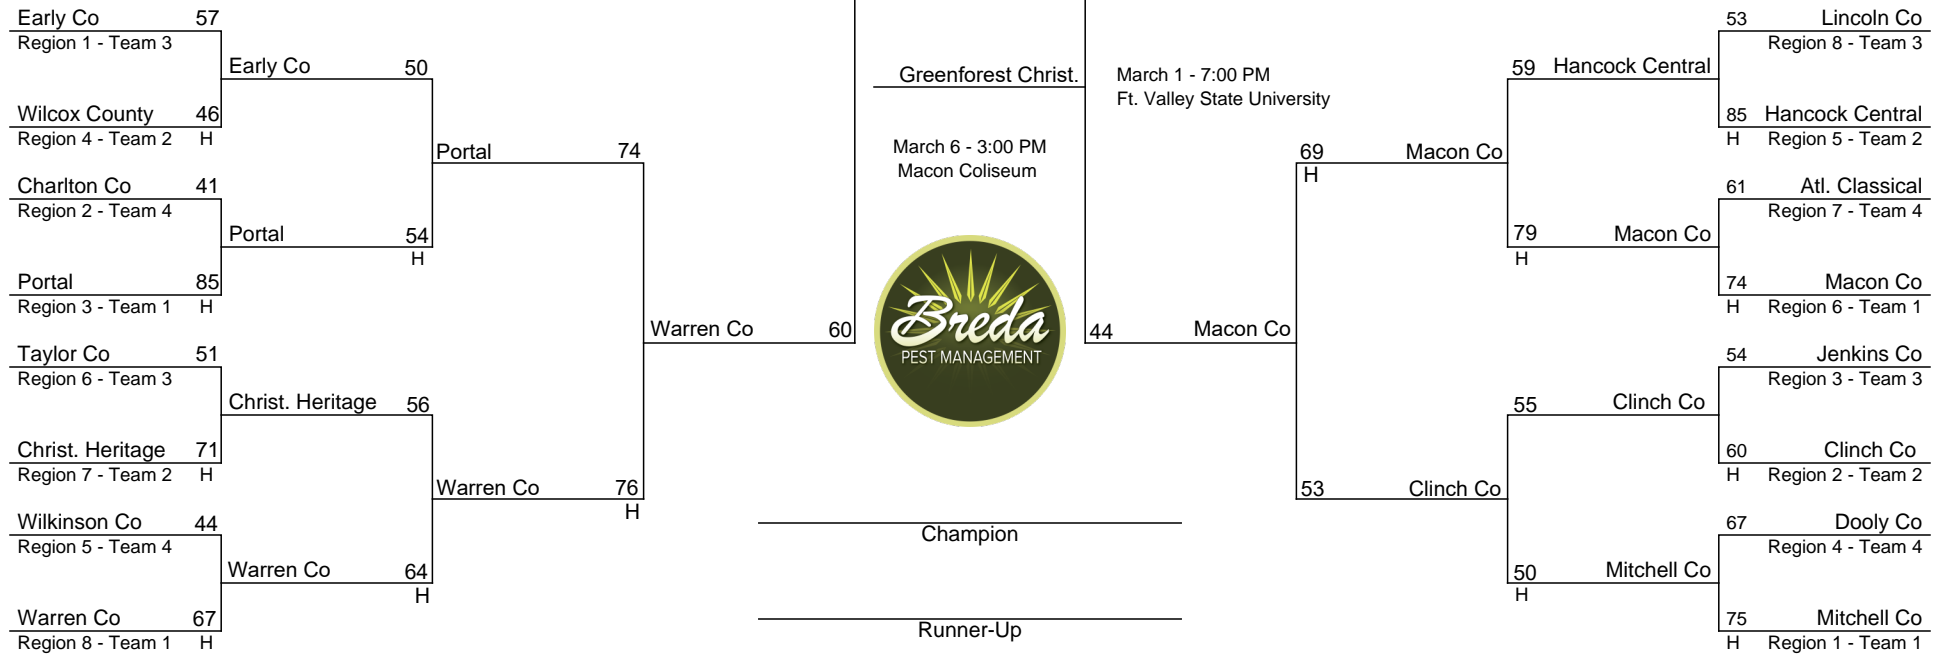 Early Co 57
Region 1 - Team 3
Early Co 50
Wilcox County 46
Region 4 - Team 2 H
Portal 74
Charlton Co 41
Region 2 - Team 4
Portal 54
H
Portal 85
Region 3 - Team 1 H
Warren Co 60
Taylor Co 51
Region 6 - Team 3
Christ. Heritage 56
Christ. Heritage 71
Region 7 - Team 2 H
Warren Co 76
H
Wilkinson Co 44
Region 5 - Team 4
Warren Co 64
H
Warren Co 67
Region 8 - Team 1 H
Greenforest Christ.
March 1 - 7:00 PM
Ft. Valley State University
March 6 - 3:00 PM
Macon Coliseum
Breda
PEST MANAGEMENT
Champion
Runner-Up
53 Lincoln Co
Region 8 - Team 3
59 Hancock Central
85 Hancock Central
H Region 5 - Team 2
69 Macon Co
H
61 Atl. Classical
Region 7 - Team 4
79 Macon Co
H
74 Macon Co
H Region 6 - Team 1
44 Macon Co
54 Jenkins Co
Region 3 - Team 3
55 Clinch Co
60 Clinch Co
H Region 2 - Team 2
53 Clinch Co
67 Dooly Co
Region 4 - Team 4
50 Mitchell Co
H
75 Mitchell Co
H Region 1 - Team 1